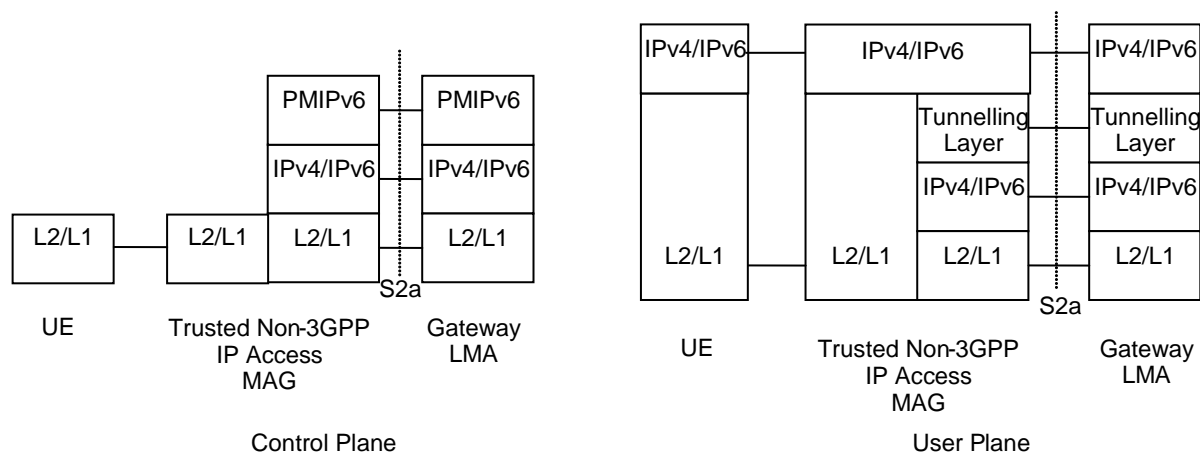 PMIPv6
PMIPv6
IPv4/IPv6
IPv4/IPv6
L2/L1
L2/L1
L2/L1
L2/L1
S2a
UE
Trusted Non-3GPP
IP Access
MAG
Gateway
LMA
Control Plane
IPv4/IPv6
IPv4/IPv6
IPv4/IPv6
Tunnelling
Layer
Tunnelling
Layer
IPv4/IPv6
IPv4/IPv6
L2/L1
L2/L1
L2/L1
L2/L1
S2a
UE
Trusted Non-3GPP
IP Access
MAG
Gateway
LMA
User Plane